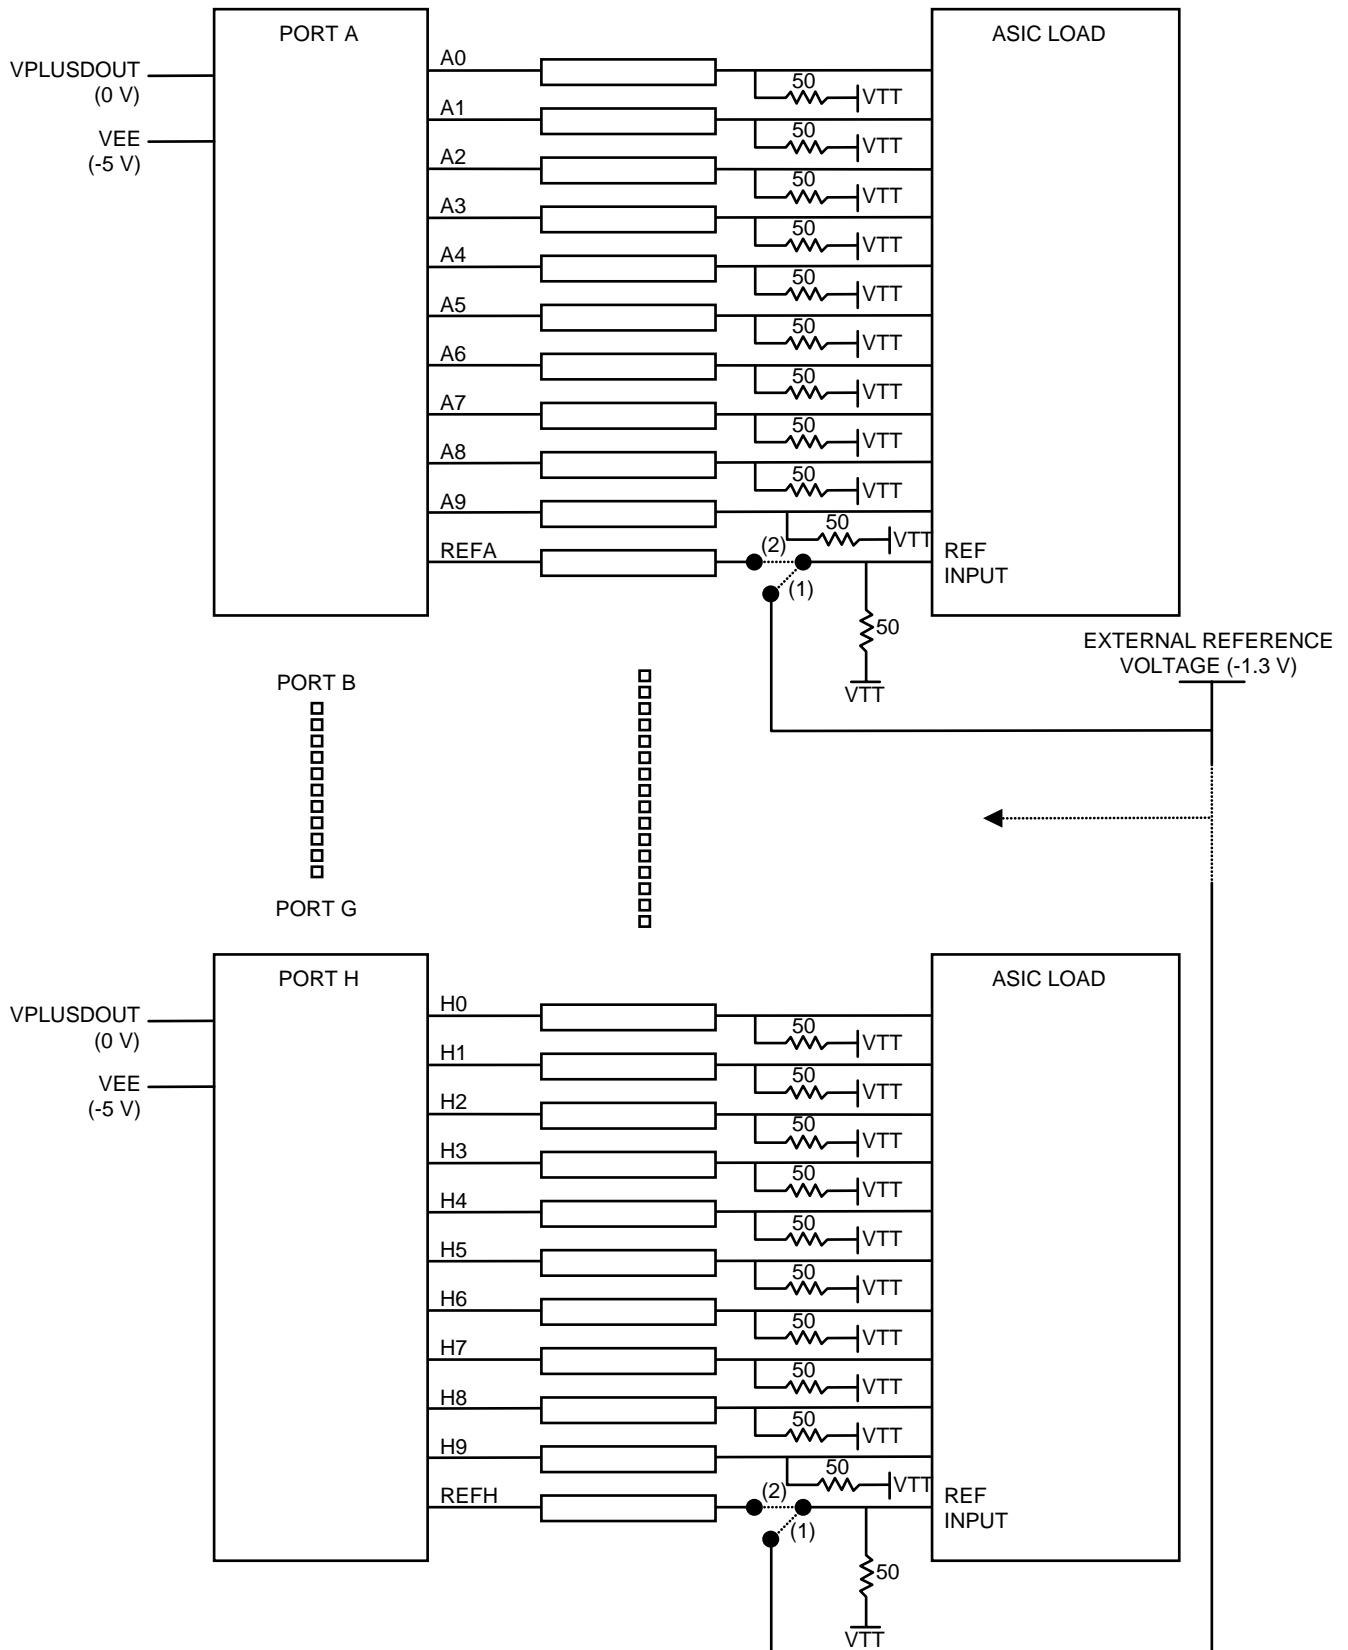 PORT A
ASIC LOAD
VPLUSDOUT
(0 V)
VEE
(-5 V)
A0
50
VTT
A1
50
VTT
A2
50
VTT
A3
50
VTT
A4
50
VTT
A5
50
VTT
A6
50
VTT
A7
50
VTT
A8
50
VTT
A9
50
VTT
REFA
(2)
(1)
REF
INPUT
50
VTT
EXTERNAL REFERENCE
VOLTAGE (-1.3 V)
PORT B
PORT G
PORT H
ASIC LOAD
VPLUSDOUT
(0 V)
VEE
(-5 V)
H0
50
VTT
H1
50
VTT
H2
50
VTT
H3
50
VTT
H4
50
VTT
H5
50
VTT
H6
50
VTT
H7
50
VTT
H8
50
VTT
H9
50
VTT
REFH
(2)
(1)
REF
INPUT
50
VTT